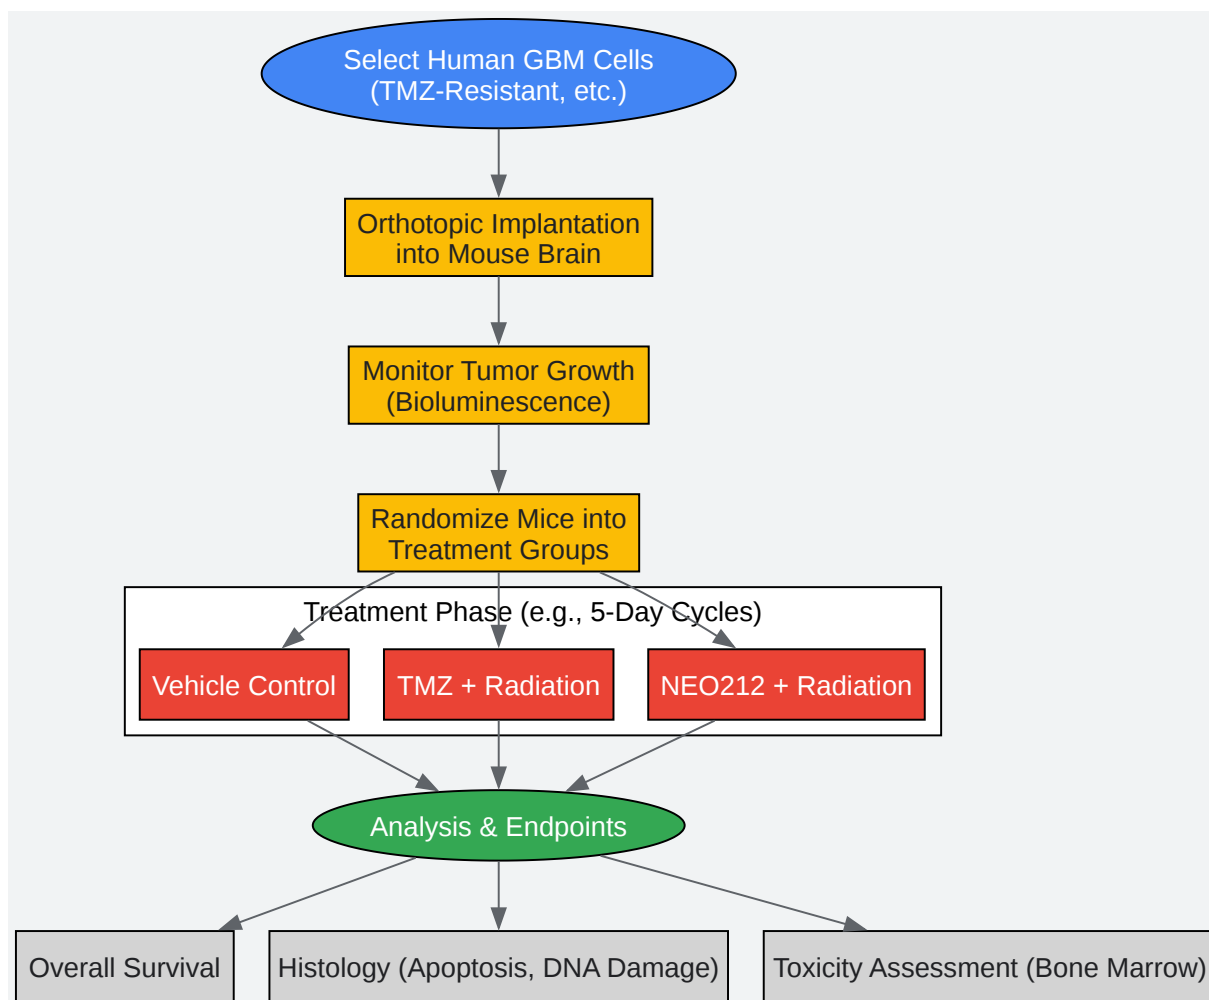 Select Human GBM Cells
(TMZ-Resistant, etc.)
Orthotopic Implantation
into Mouse Brain
Monitor Tumor Growth
(Bioluminescence)
Randomize Mice into
Treatment Groups
Treatment Phase (e.g., 5-Day Cycles)
Vehicle Control
TMZ + Radiation
NEO212 + Radiation
Analysis & Endpoints
Overall Survival
Histology (Apoptosis, DNA Damage)
Toxicity Assessment (Bone Marrow)